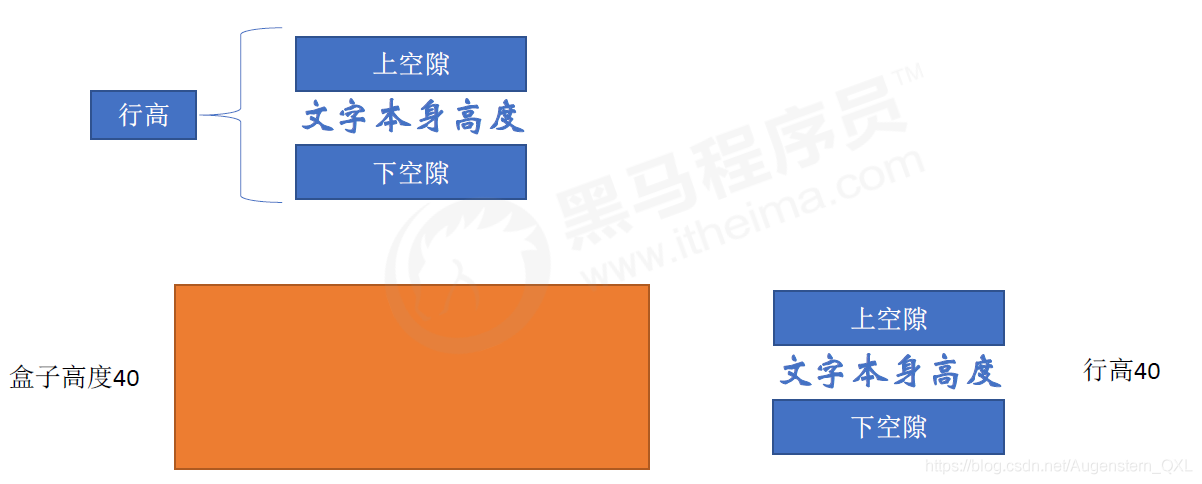 上空隙
行高
文字本身高度
下空隙
黑马程序员™
www.itheima.com
盒子高度40
上空隙
文字本身高度
下空隙
行高40
https://blog.csdn.net/Augenstern_QXL